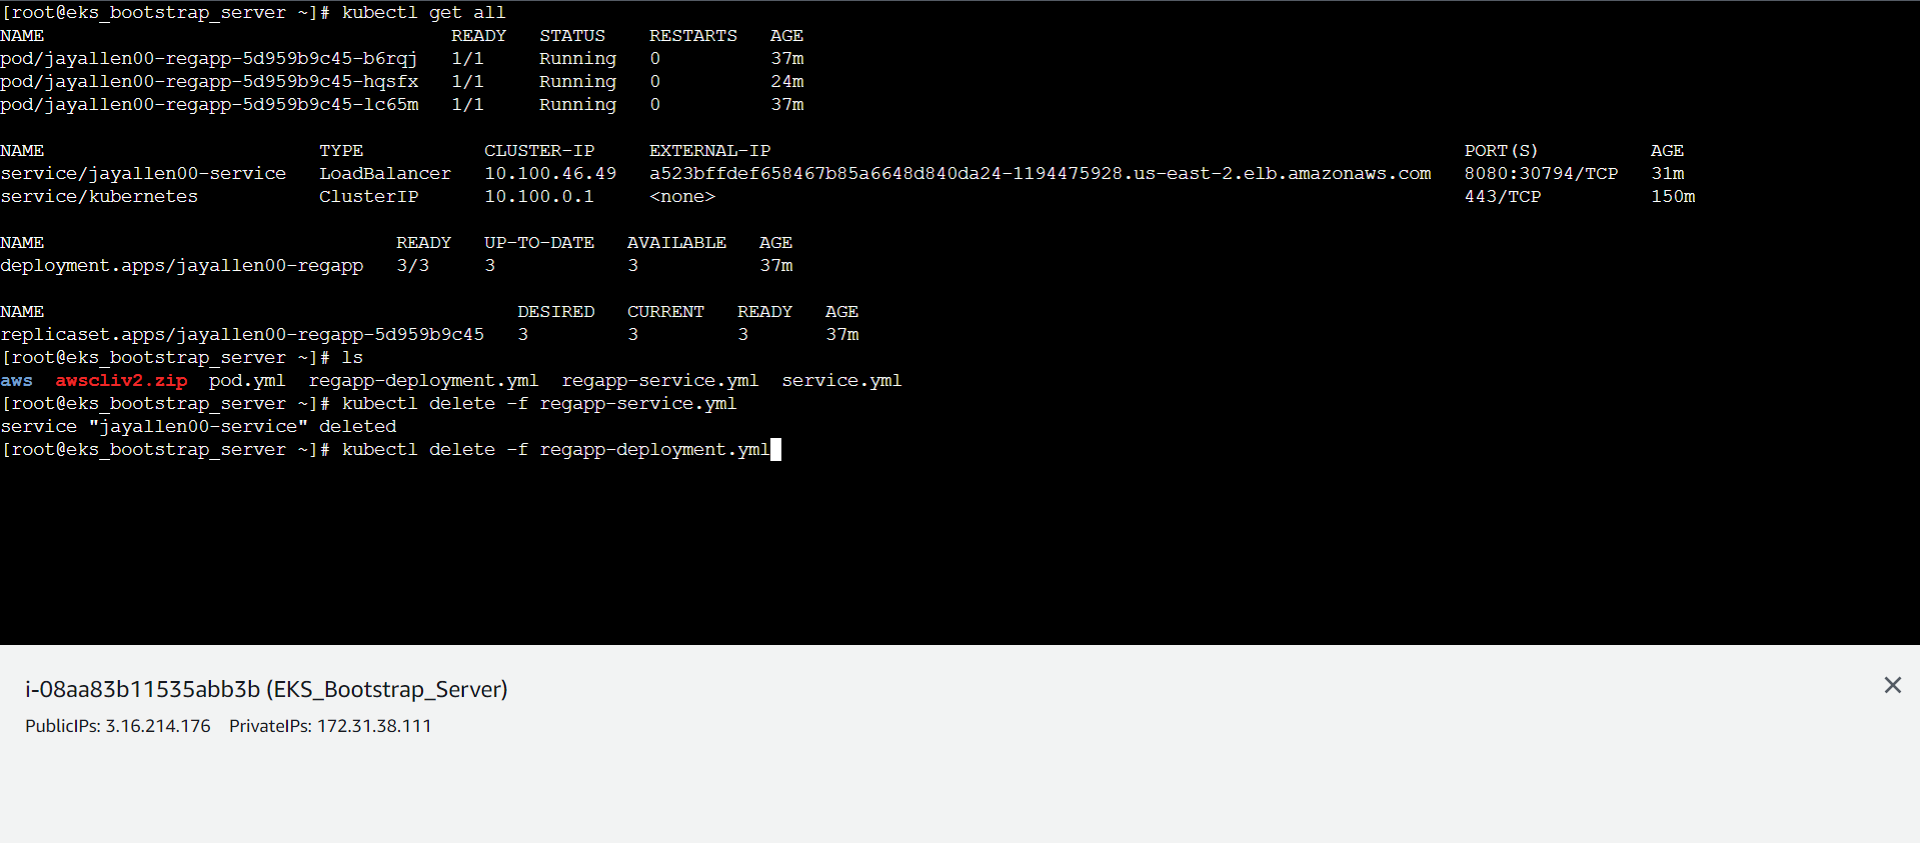 [root@eks_bootstrap_server ~]# kubectl get all
NAME READY STATUS RESTARTS AGE
pod/jayallen00-regapp-5d959b9c45-b6rqj 1/1 Running 0 37m
pod/jayallen00-regapp-5d959b9c45-hqsfx 1/1 Running 0 24m
pod/jayallen00-regapp-5d959b9c45-lc65m 1/1 Running 0 37m
NAME TYPE CLUSTER-IP EXTERNAL-IP PORT(S) AGE
service/jayallen00-service LoadBalancer 10.100.46.49 a523bffdef658467b85a6648d840da24-1194475928.us-east-2.elb.amazonaws.com 8080:30794/TCP 31m
service/kubernetes ClusterIP 10.100.0.1 <none> 443/TCP 150m
NAME READY UP-TO-DATE AVAILABLE AGE
deployment.apps/jayallen00-regapp 3/3 3 3 37m
NAME DESIRED CURRENT READY AGE
replicaset.apps/jayallen00-regapp-5d959b9c45 3 3 3 37m
[root@eks_bootstrap_server ~]# ls
aws awscliv2.zip pod.yml regapp-deployment.yml regapp-service.yml service.yml
[root@eks_bootstrap_server ~]# kubectl delete -f regapp-service.yml
service "jayallen00-service" deleted
[root@eks_bootstrap_server ~]# kubectl delete -f regapp-deployment.yml
i-08aa83b11535abb3b (EKS_Bootstrap_Server)
PublicIPs: 3.16.214.176 PrivateIPs: 172.31.38.111